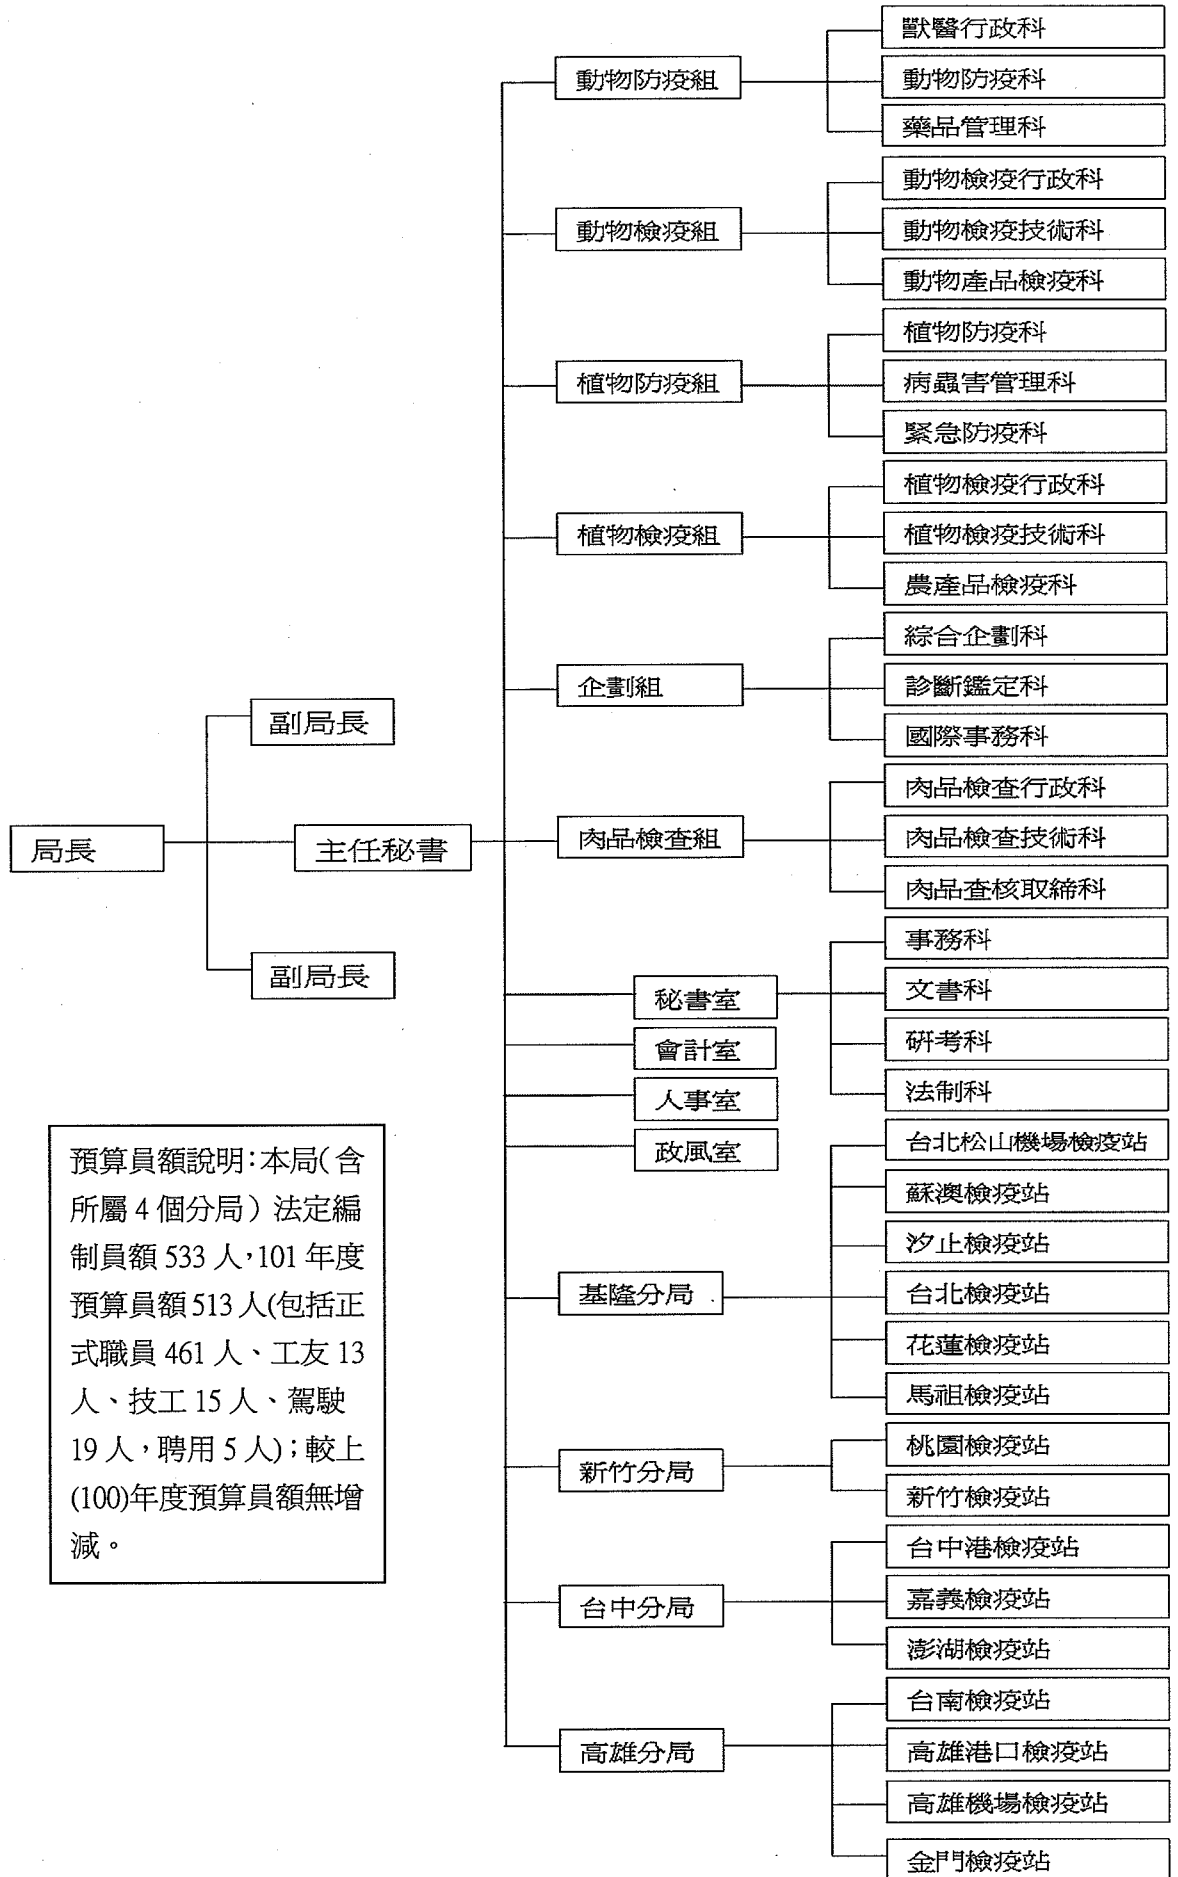 獸醫行政科
動物防疫組
動物防疫科
藥品管理科
動物檢疫行政科
動物檢疫組
動物檢疫技術科
動物產品檢疫科
植物防疫科
植物防疫組
病蟲害管理科
緊急防疫科
植物檢疫行政科
植物檢疫組
植物檢疫技術科
農產品檢疫科
綜合企劃科
企劃組
診斷鑑定科
國際事務科
副局長
肉品檢查行政科
局長
主任秘書
肉品檢查組
肉品檢查技術科
肉品查核取締科
副局長
事務科
秘書室
文書科
會計室
研考科
人事室
法制科
政風室
預算員額說明:本局(含
所屬4個分局)法定編
制員額533人,101年度
預算員額513人(包括正
式職員461人、工友13
人、技工15人、駕駛
19人,聘用5人);較上
(100)年度預算員額無增
減。
台北松山機場檢疫站
蘇澳檢疫站
汐止檢疫站
基隆分局
台北檢疫站
花蓮檢疫站
馬祖檢疫站
桃園檢疫站
新竹分局
新竹檢疫站
台中港檢疫站
台中分局
嘉義檢疫站
澎湖檢疫站
台南檢疫站
高雄分局
高雄港口檢疫站
高雄機場檢疫站
金門檢疫站